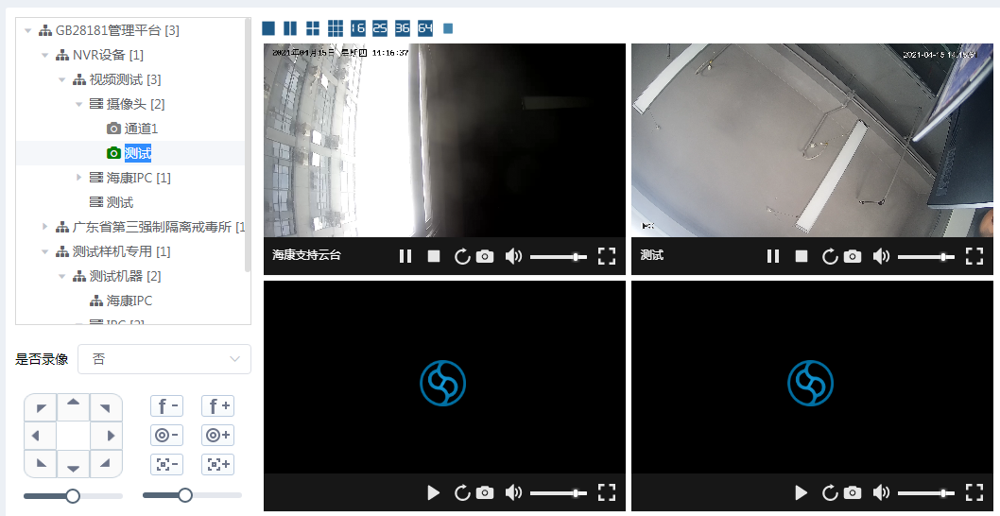 GB28181管理平台 [3]
NVR设备 [1]
视频测试 [3]
摄像头 [2]
通道1
测试
海康IPC [1]
测试
广东省第三强制隔离戒毒所 [1
测试样机专用 [1]
测试机器 [2]
海康IPC
IPC [2]
是否录像
否
f -
f +
16 25 36 64
2021年04月15日 星期四 14:16:37
海康支持云台
2021-04-15
测试